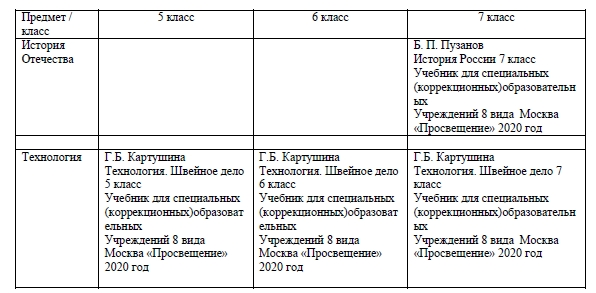 Предмет / 5 класс 6 класс 7 класс
класс
История
Отечества
Б. П. Пузанов
История России 7 класс
Учебник для специальных
(коррекционных)образовательн
ых
Учреждений 8 вида Москва
«Просвещение» 2020 год
Технология
Г.Б. Картушина
Технология. Швейное дело
5 класс
Учебник для специальных
(коррекционных)образоват
ельных
Учреждений 8 вида
Москва «Просвещение»
2020 год
Г.Б. Картушина
Технология. Швейное дело
6 класс
Учебник для специальных
(коррекционных)образоват
ельных
Учреждений 8 вида
Москва «Просвещение»
2020 год
Г.Б. Картушина
Технология. Швейное дело 7
класс
Учебник для специальных
(коррекционных)образовательн
ых
Учреждений 8 вида Москва
«Просвещение» 2020 год